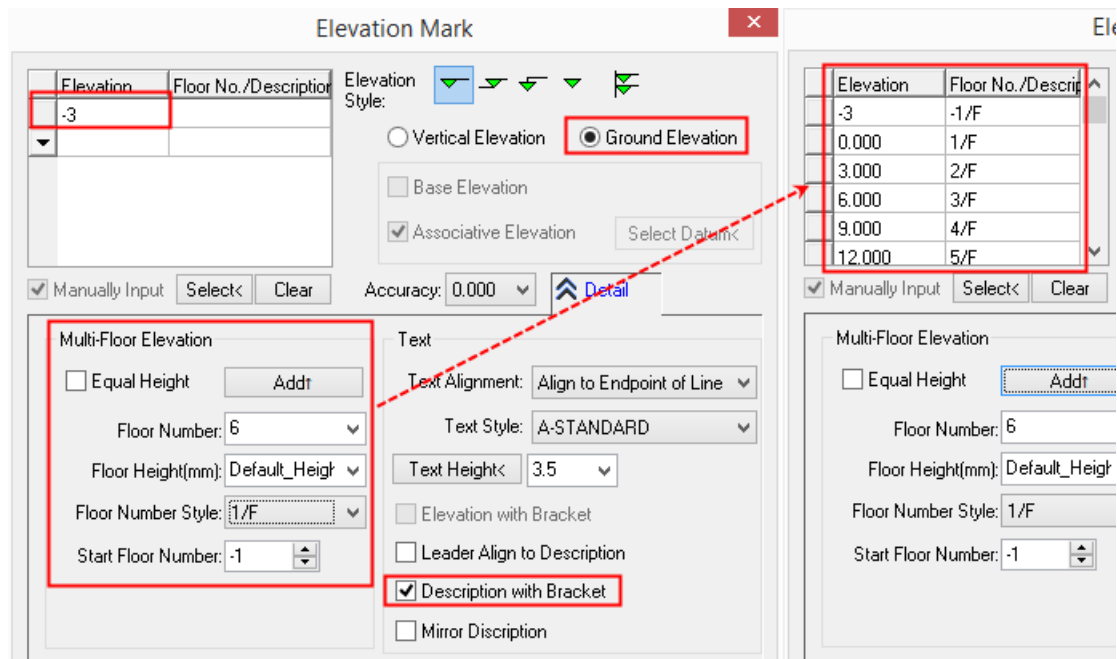 Elevation Mark
Elevation Floor No./Description
-3
Elevation
Style:
Vertical Elevation Ground Elevation
Base Elevation
Associative Elevation Select Datum<
Manually Input Select< Clear Accuracy: 0.000 Detail
Multi-Floor Elevation
Equal Height Add↑
Floor Number: 6
Floor Height(mm): Default_Heigh
Floor Number Style: 1/F
Start Floor Number: -1
Text
Text Alignment: Align to Endpoint of Line
Text Style: A-STANDARD
Text Height< 3.5
Elevation with Bracket
Leader Align to Description
Description with Bracket
Mirror Discription
Ele
Elevation Floor No./Descrip
-3 -1/F
0.000 1/F
3.000 2/F
6.000 3/F
9.000 4/F
12.000 5/F
Manually Input Select< Clear
Multi-Floor Elevation
Equal Height Add↑
Floor Number: 6
Floor Height(mm): Default_Heigh
Floor Number Style: 1/F
Start Floor Number: -1